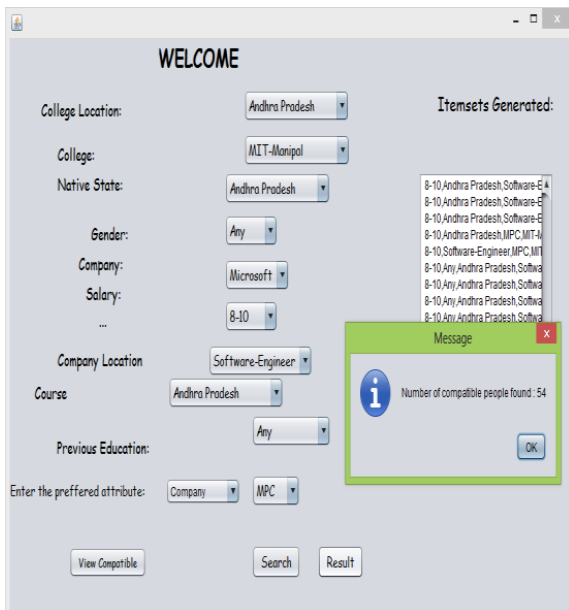 WELCOME
College Location:
Andhra Pradesh
Itemsets Generated:
College:
MIT-Manipal
Native State:
Andhra Pradesh
Gender:
Any
Company:
Microsoft
Salary:
8-10
...
Company Location
Software-Engineer
Course
Andhra Pradesh
Any
Previous Education:
Enter the preffered attribute:
Company
MPC
View Compatible
Search
Result
8-10,Andhra Pradesh,Software-E
8-10,Andhra Pradesh,Software-E
8-10,Andhra Pradesh,Software-E
8-10,Andhra Pradesh,MPC,MIT-
8-10,Software-Engineer,MPC,MIT
8-10,Any,Andhra Pradesh,Softwa
8-10,Any,Andhra Pradesh,Softwa
8-10,Any,Andhra Pradesh,Softwa
8-10,Any,Andhra Pradesh,Softwa
Message
Number of compatible people found : 54
OK